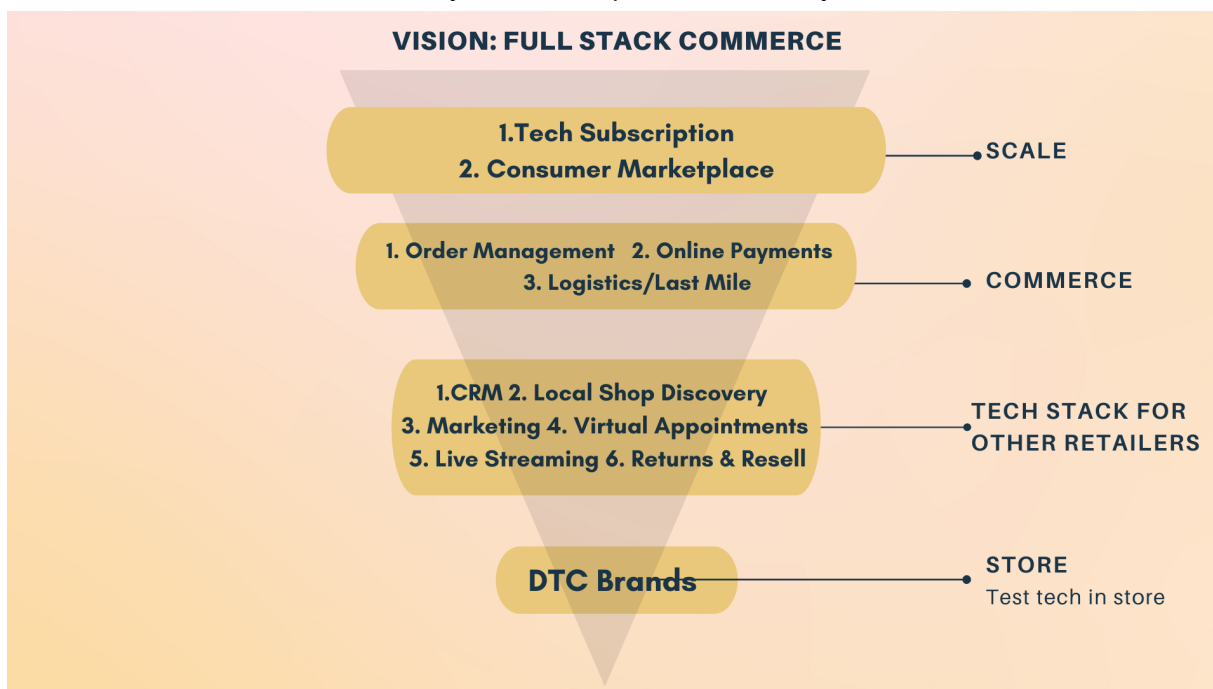 VISION: FULL STACK COMMERCE
1.Tech Subscription
2. Consumer Marketplace
SCALE
1. Order Management 2. Online Payments
3. Logistics/Last Mile
COMMERCE
1.CRM 2. Local Shop Discovery
3. Marketing 4. Virtual Appointments
5. Live Streaming 6. Returns & Resell
TECH STACK FOR
OTHER RETAILERS
DTC Brands
STORE
Test tech in store